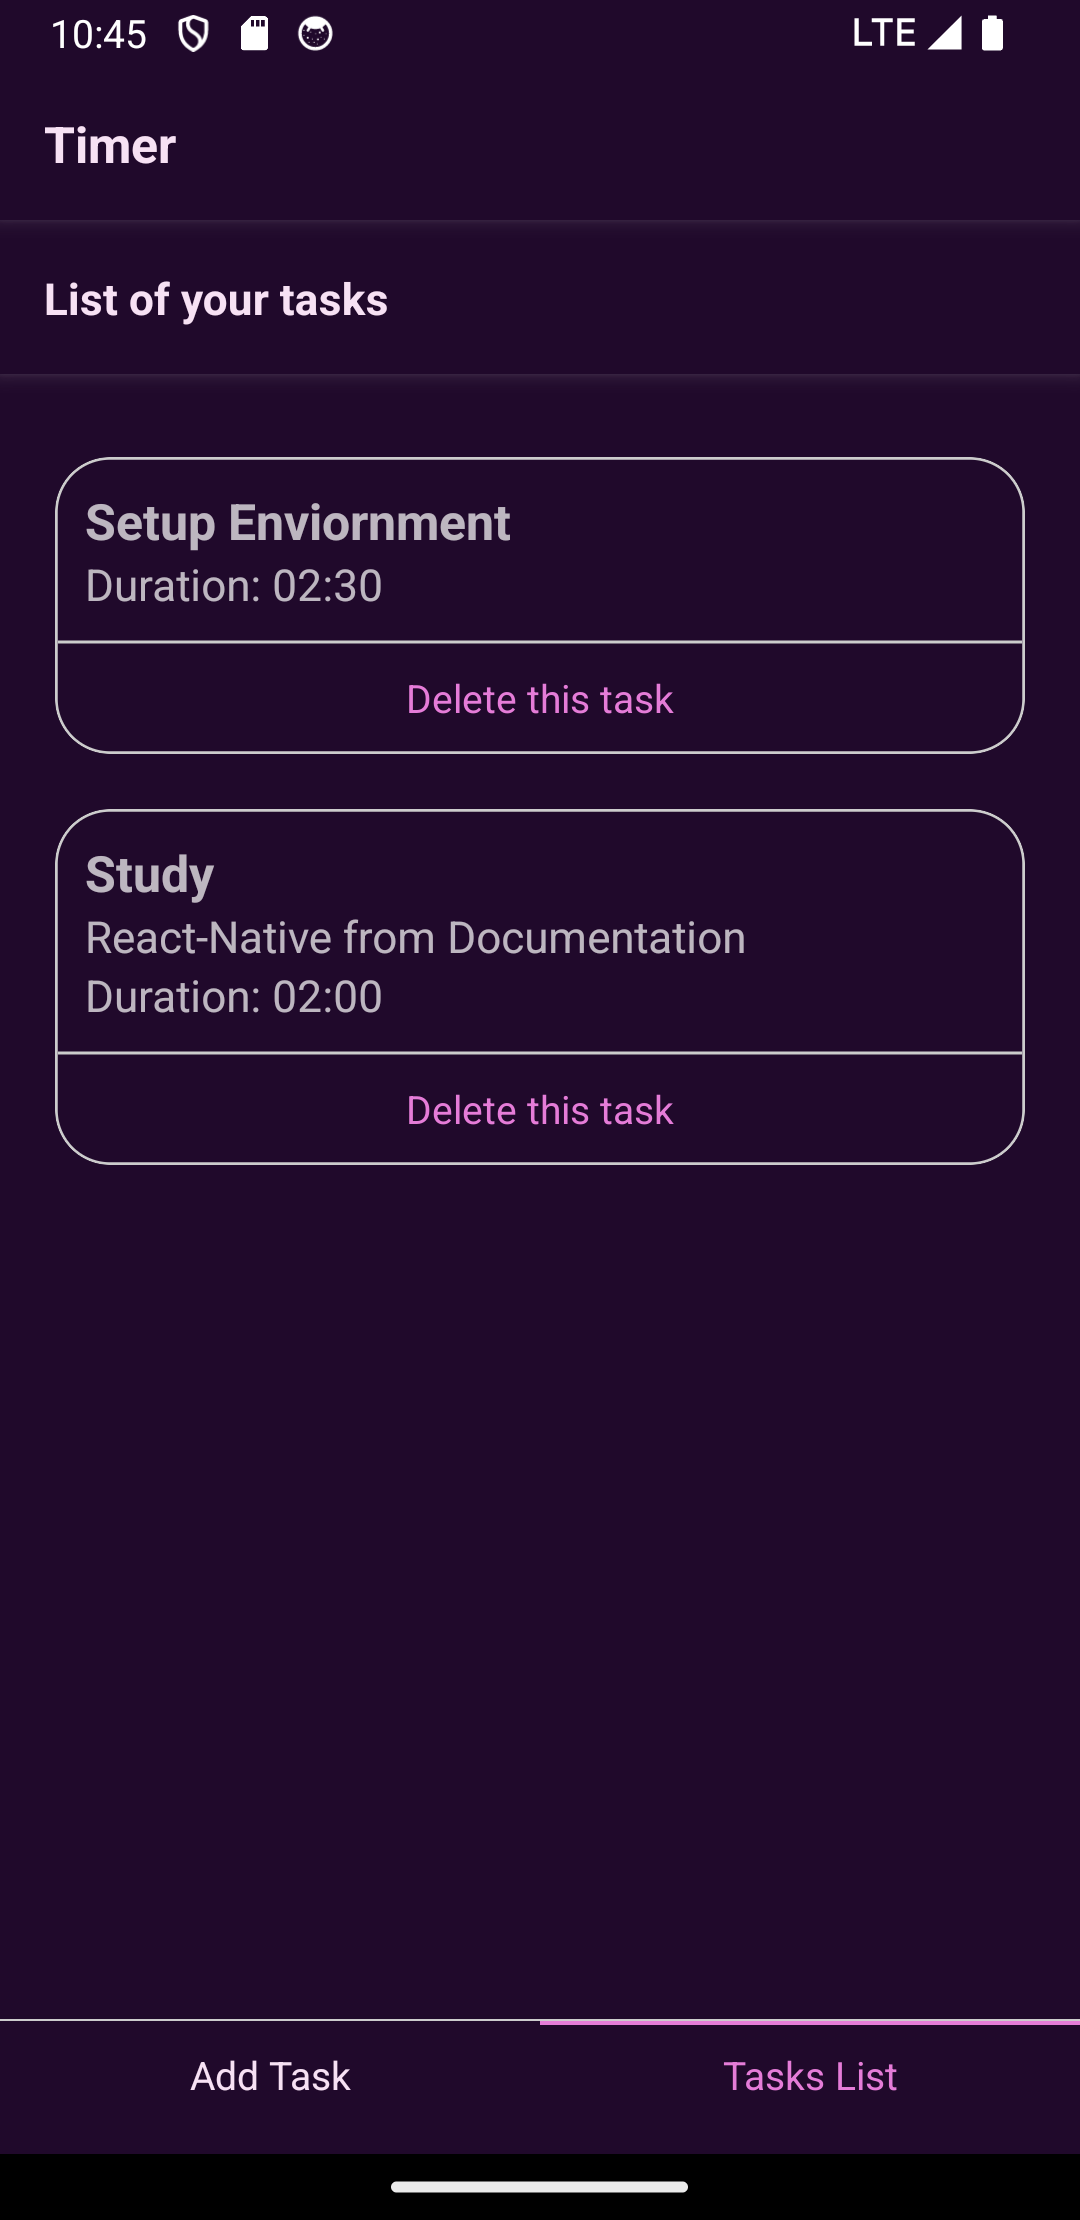 10:45
LTE
Timer
List of your tasks
Setup Enviornment
Duration: 02:30
Delete this task
Study
React-Native from Documentation
Duration: 02:00
Delete this task
Add Task
Tasks List